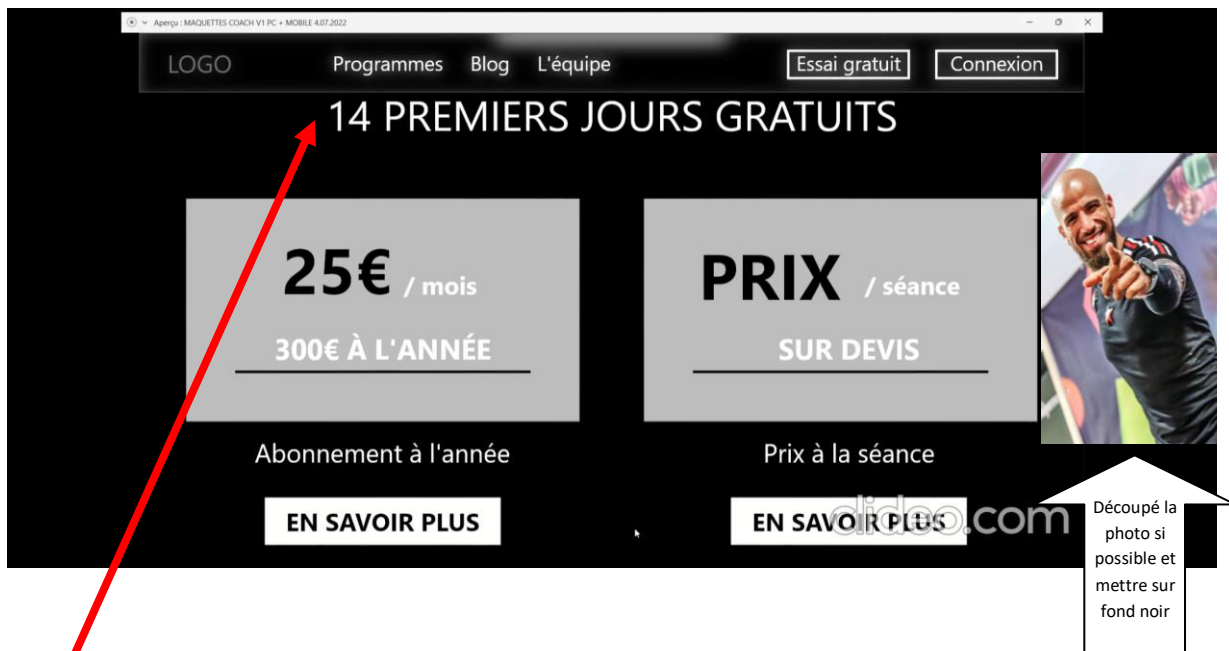 Aperçu : MAQUETTES COACH V1 PC + MOBILE 4.07.2022
LOGO Programmes Blog L'équipe Essai gratuit Connexion
14 PREMIERS JOURS GRATUITS
25€ / mois
300€ À L'ANNÉE
PRIX / séance
SUR DEVIS
Abonnement à l'année
Prix à la séance
EN SAVOIR PLUS
EN SAVOIR PLUS
clideo.com
Découpé la
photo si
possible et
mettre sur
fond noir